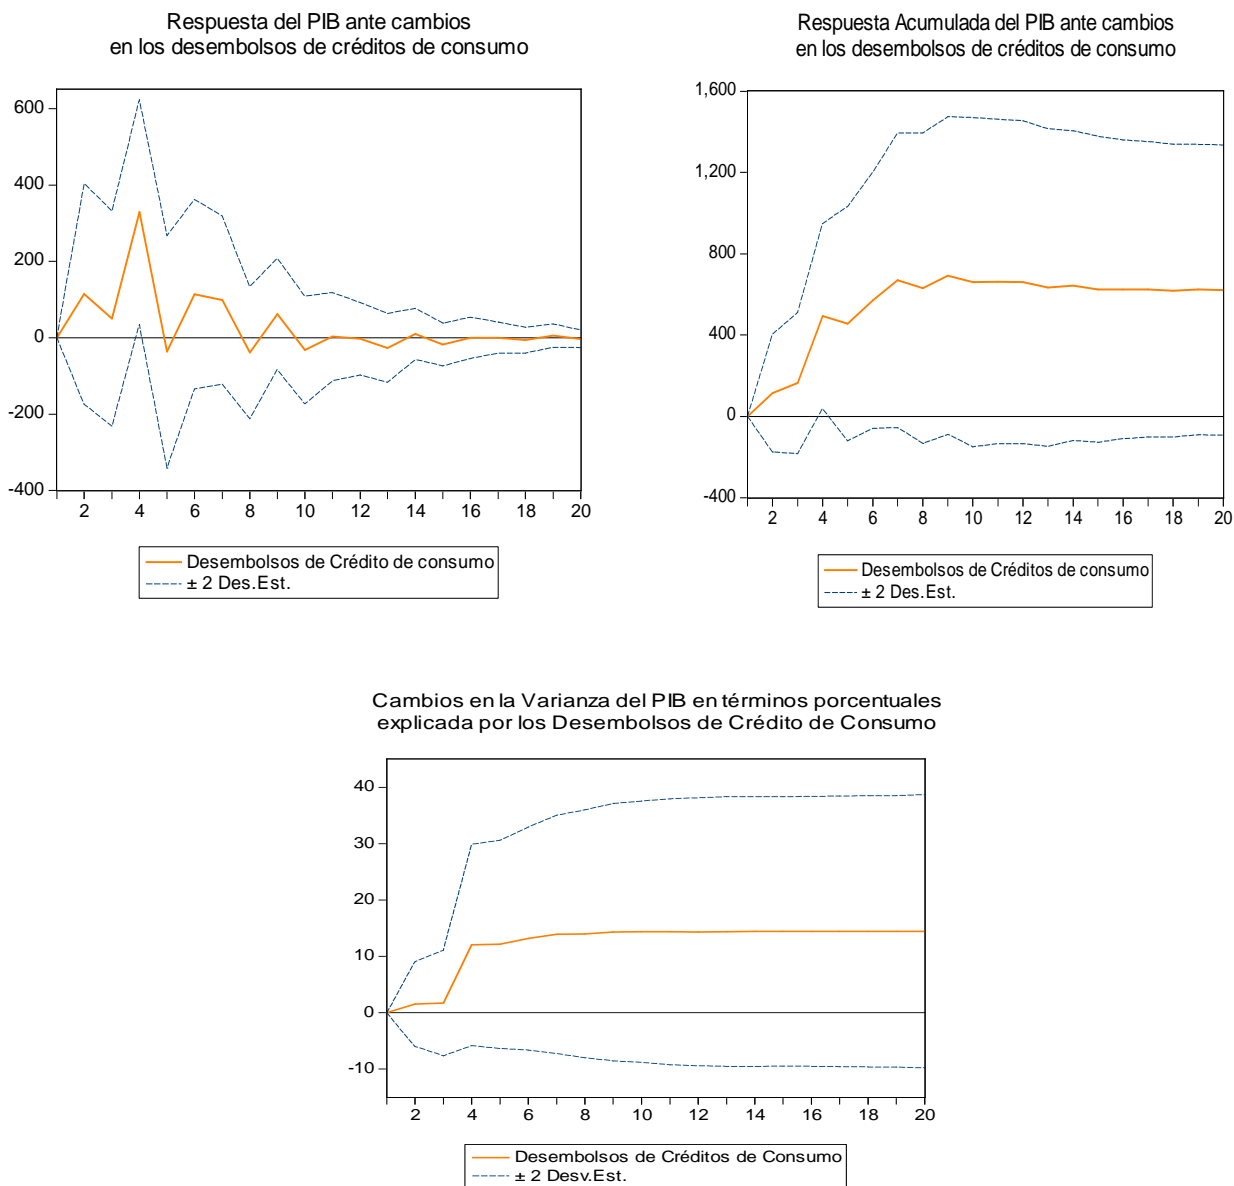 Respuesta del PIB ante cambios
en los desembolsos de créditos de consumo
600
400
200
0
-200
-400
2 4 6 8 10 12 14 16 18 20
Desembolsos de Crédito de consumo
± 2 Des.Est.
Respuesta Acumulada del PIB ante cambios
en los desembolsos de créditos de consumo
1,600
1,200
800
400
0
-400
2 4 6 8 10 12 14 16 18 20
Desembolsos de Créditos de consumo
± 2 Des.Est.
Cambios en la Varianza del PIB en términos porcentuales
explicada por los Desembolsos de Crédito de Consumo
40
30
20
10
0
-10
2 4 6 8 10 12 14 16 18 20
Desembolsos de Créditos de Consumo
± 2 Desv.Est.